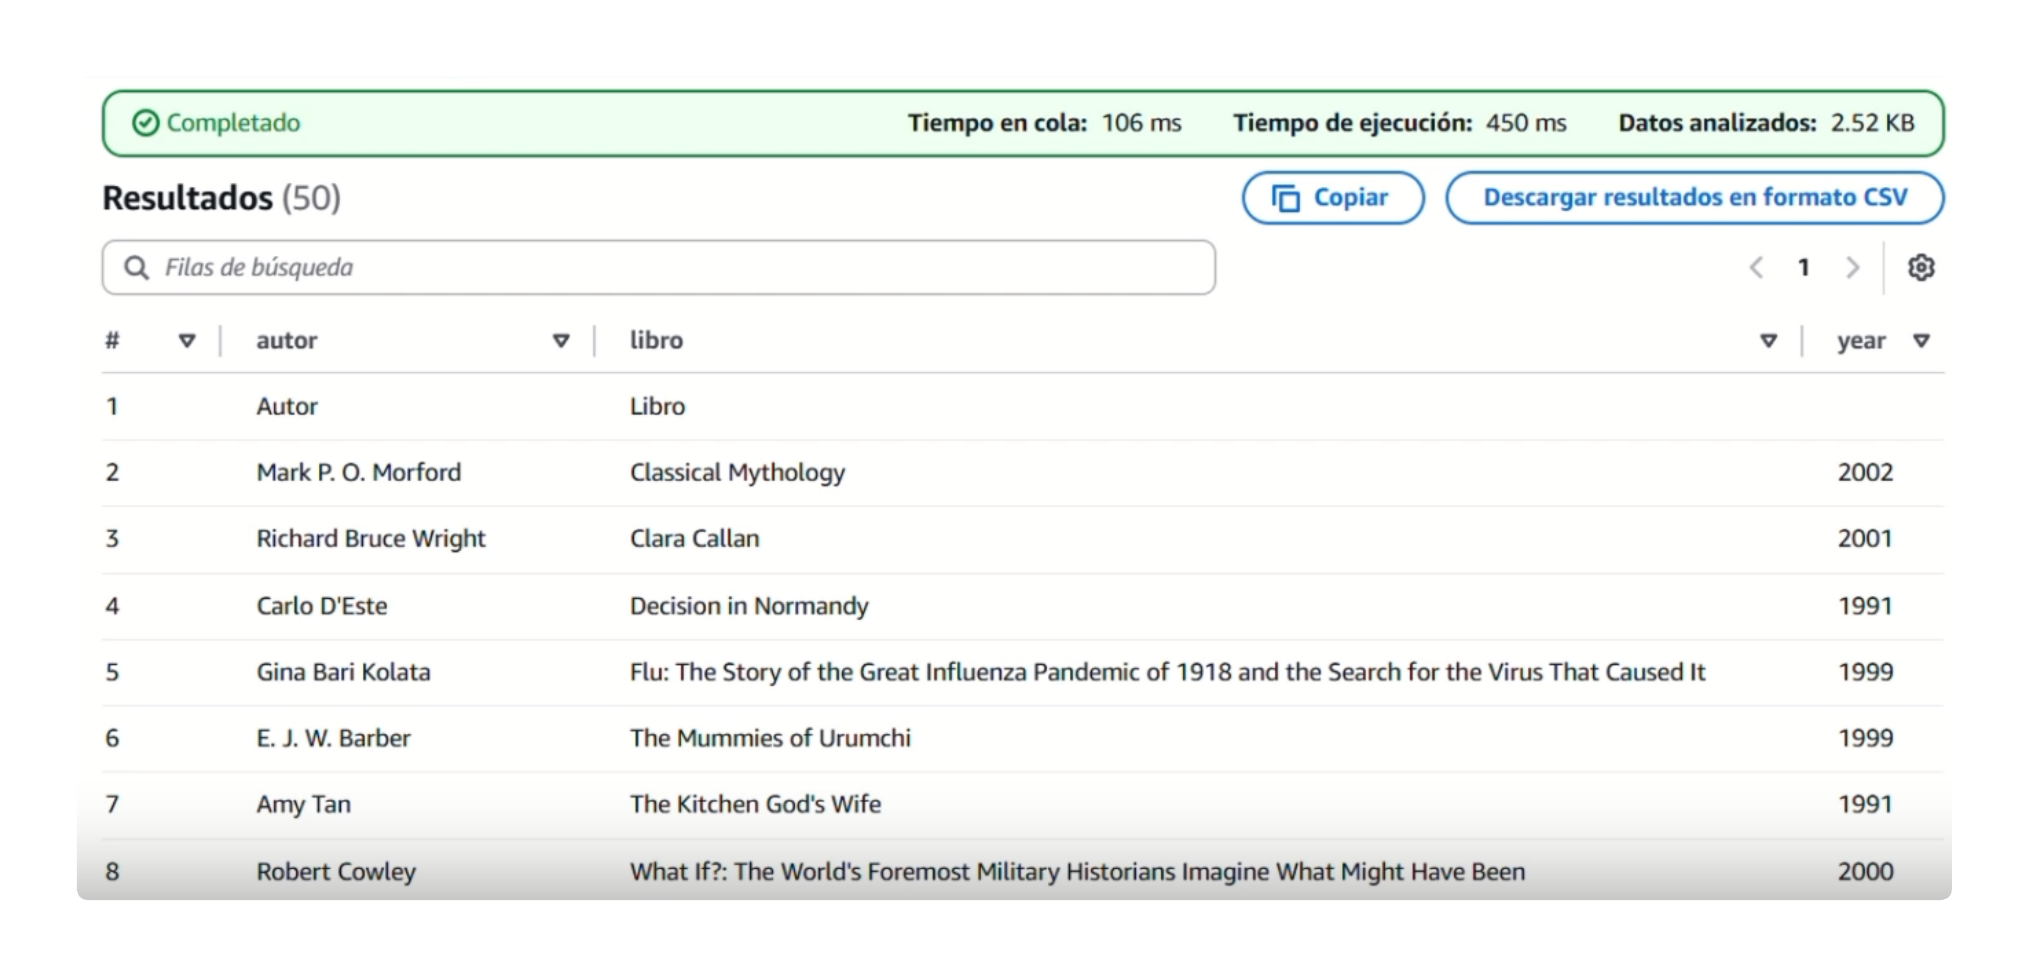 Completado Tiempo en cola: 106 ms Tiempo de ejecución: 450 ms Datos analizados: 2.52 KB
Resultados (50) Copiar Descargar resultados en formato CSV
Filas de búsqueda 1
# autor libro year
1 Autor Libro
2 Mark P. O. Morford Classical Mythology 2002
3 Richard Bruce Wright Clara Callan 2001
4 Carlo D'Este Decision in Normandy 1991
5 Gina Bari Kolata Flu: The Story of the Great Influenza Pandemic of 1918 and the Search for the Virus That Caused It 1999
6 E. J. W. Barber The Mummies of Urumchi 1999
7 Amy Tan The Kitchen God's Wife 1991
8 Robert Cowley What If?: The World's Foremost Military Historians Imagine What Might Have Been 2000